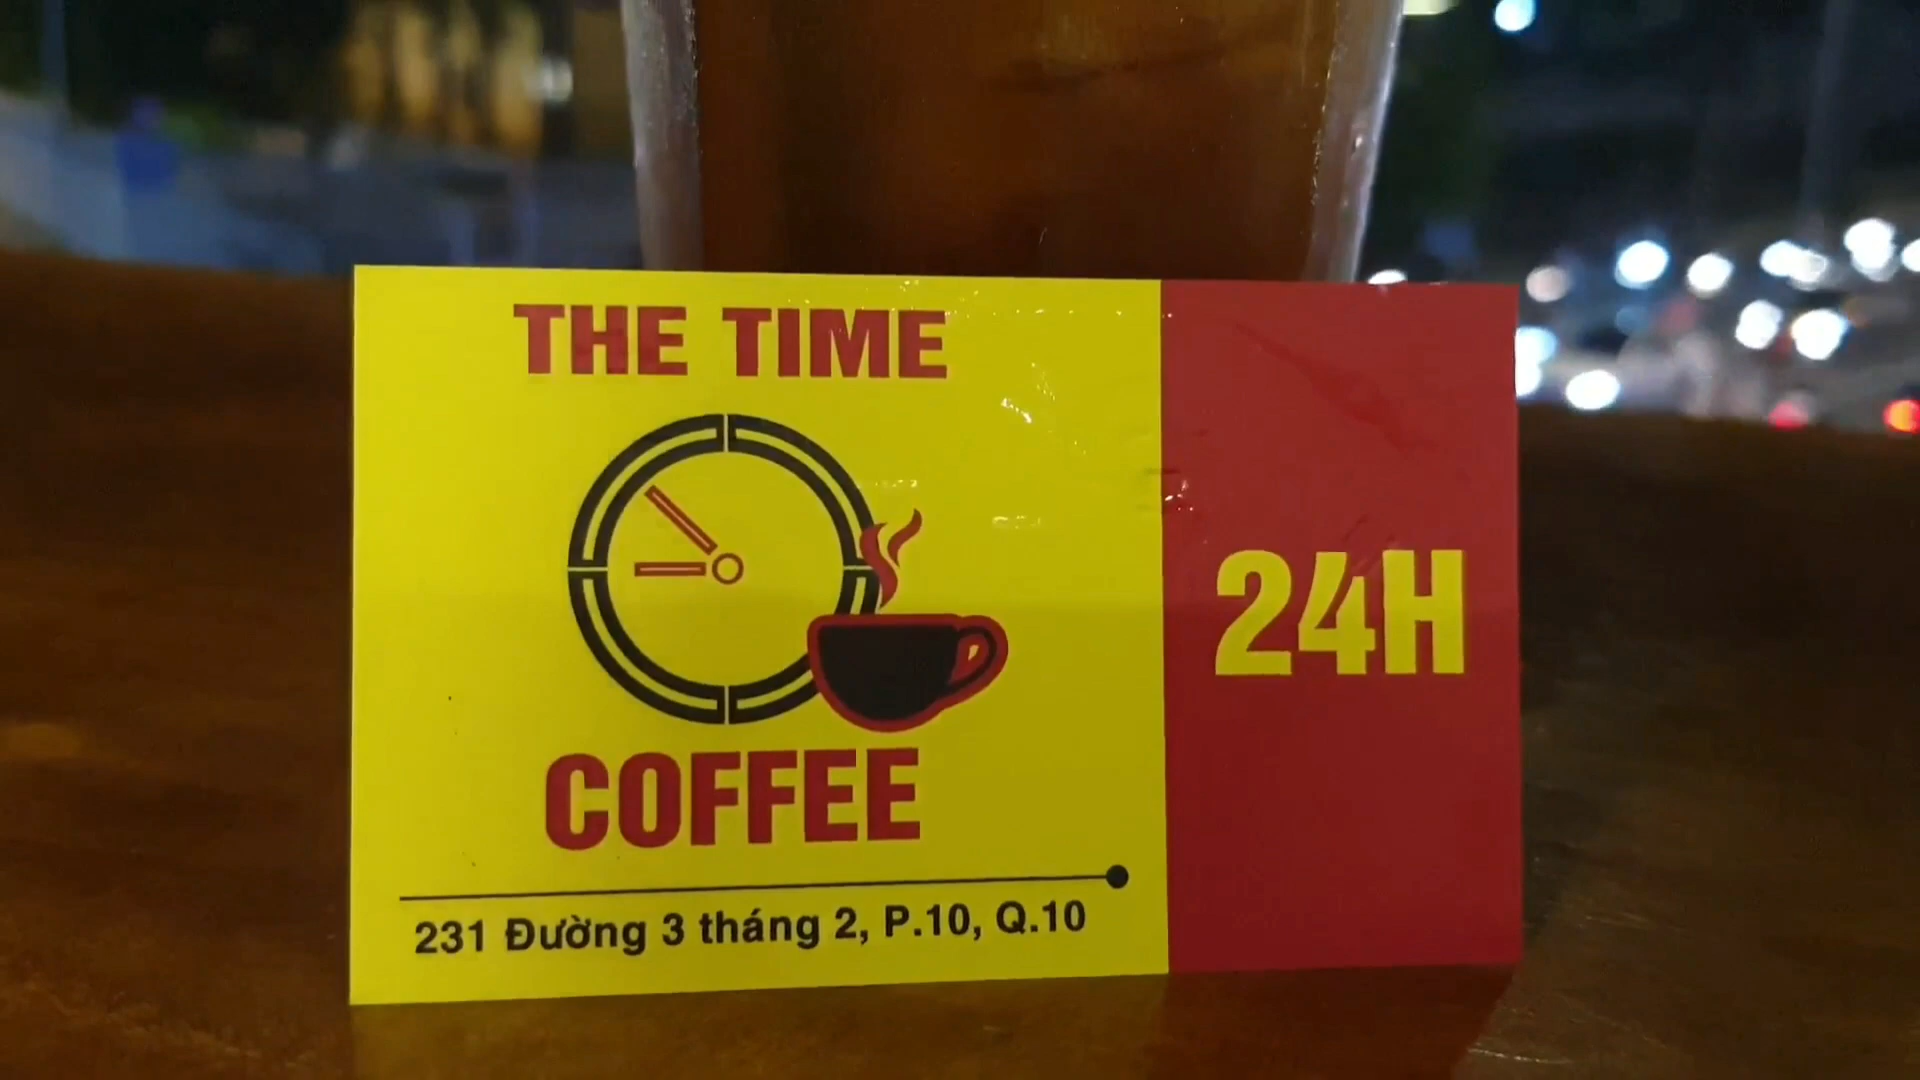 THE TIME
COFFEE
231 Đường 3 tháng 2, P.10, Q.10
24H